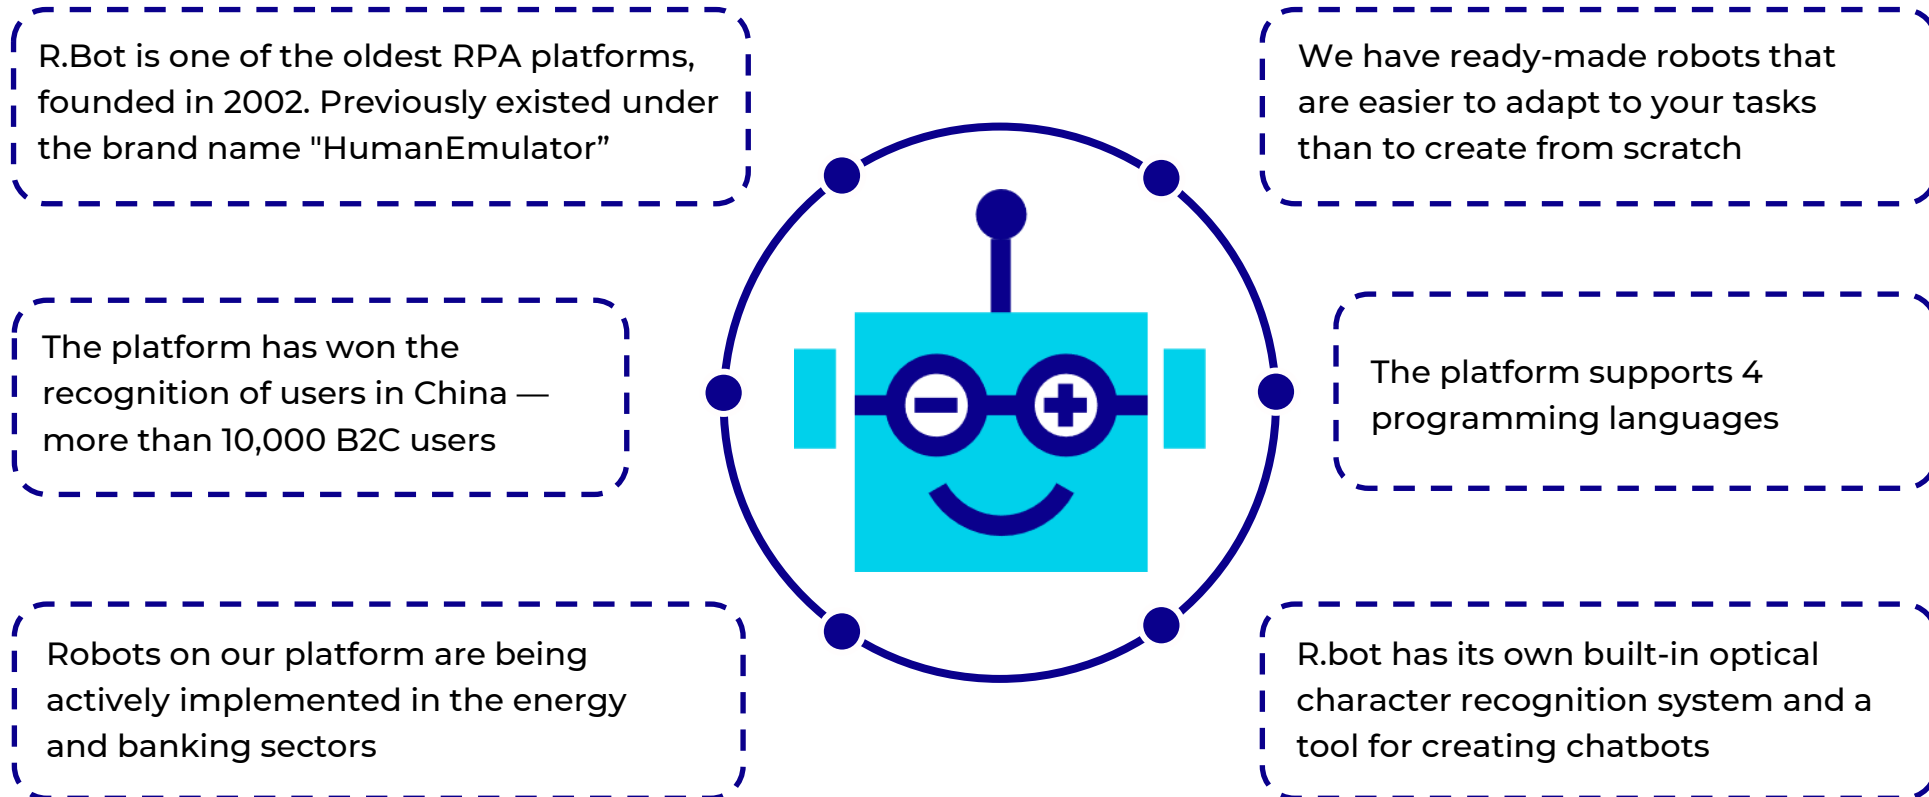 R.Bot is one of the oldest RPA platforms,
founded in 2002. Previously existed under
the brand name "HumanEmulator”
The platform has won the
recognition of users in China —
more than 10,000 B2C users
Robots on our platform are being
actively implemented in the energy
and banking sectors
We have ready-made robots that
are easier to adapt to your tasks
than to create from scratch
The platform supports 4
programming languages
R.bot has its own built-in optical
character recognition system and a
tool for creating chatbots